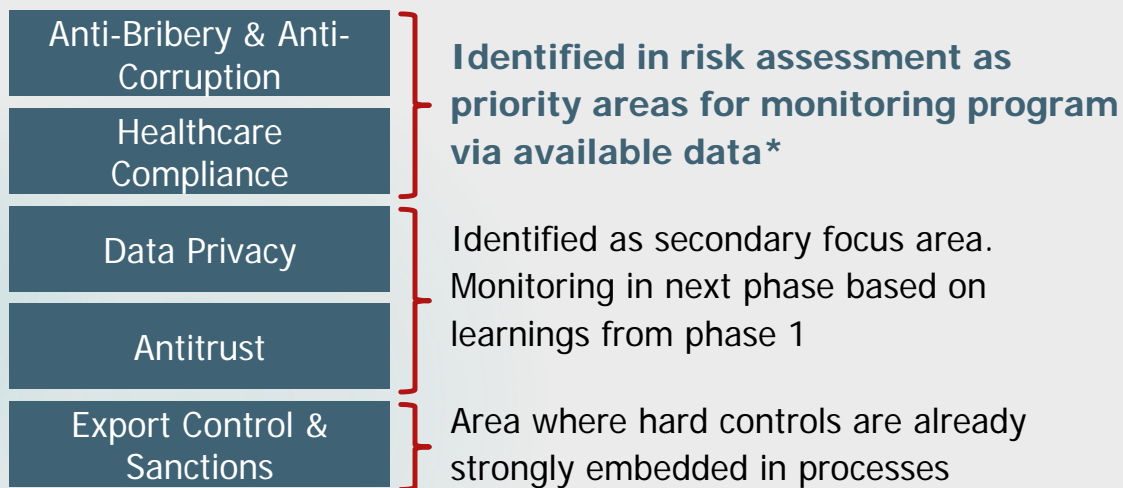 Anti-Bribery & Anti-
Corruption
Healthcare
Compliance
Identified in risk assessment as
priority areas for monitoring program
via available data*
Data Privacy
Antitrust
Identified as secondary focus area.
Monitoring in next phase based on
learnings from phase 1
Export Control &
Sanctions
Area where hard controls are already
strongly embedded in processes